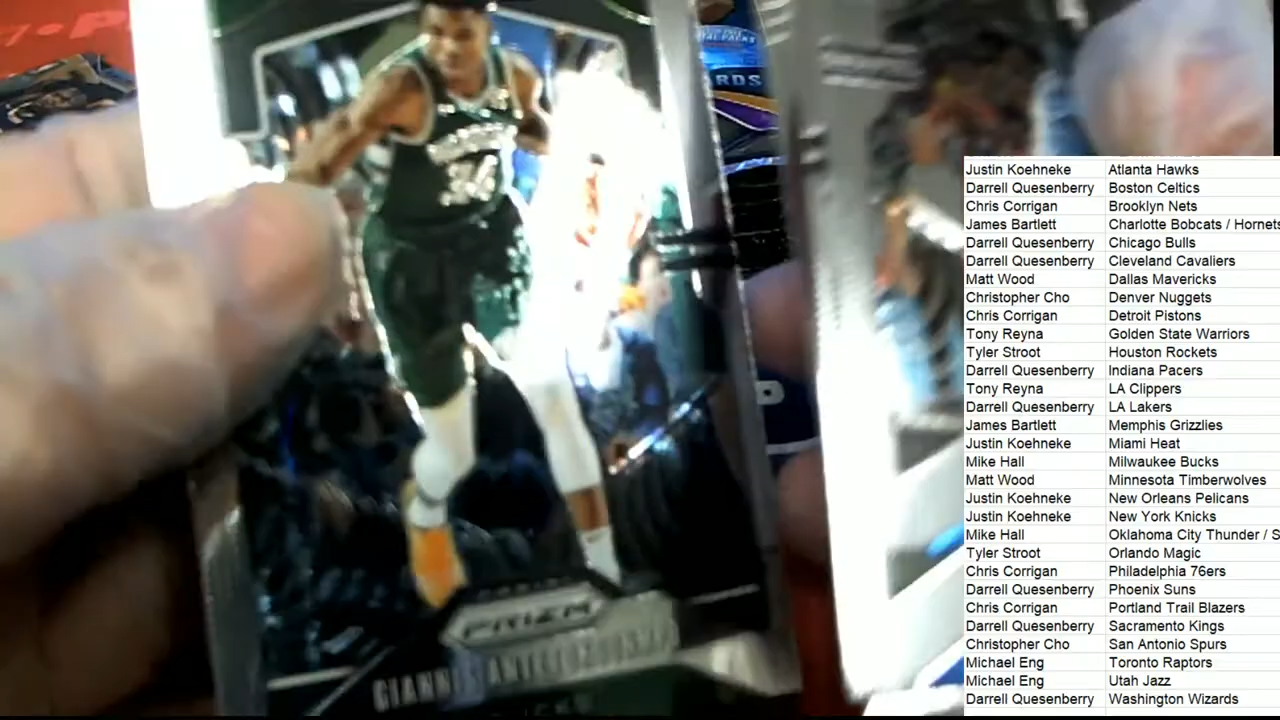 RDS
34
PRIZM
GIANNIS ANTETOKOUNMPO
Justin Koehneke Atlanta Hawks
Darrell Quesenberry Boston Celtics
Chris Corrigan Brooklyn Nets
James Bartlett Charlotte Bobcats / Hornets
Darrell Quesenberry Chicago Bulls
Darrell Quesenberry Cleveland Cavaliers
Matt Wood Dallas Mavericks
Christopher Cho Denver Nuggets
Chris Corrigan Detroit Pistons
Tony Reyna Golden State Warriors
Tyler Stroot Houston Rockets
Darrell Quesenberry Indiana Pacers
Tony Reyna LA Clippers
Darrell Quesenberry LA Lakers
James Bartlett Memphis Grizzlies
Justin Koehneke Miami Heat
Mike Hall Milwaukee Bucks
Matt Wood Minnesota Timberwolves
Justin Koehneke New Orleans Pelicans
Justin Koehneke New York Knicks
Mike Hall Oklahoma City Thunder / S
Tyler Stroot Orlando Magic
Chris Corrigan Philadelphia 76ers
Darrell Quesenberry Phoenix Suns
Chris Corrigan Portland Trail Blazers
Darrell Quesenberry Sacramento Kings
Christopher Cho San Antonio Spurs
Michael Eng Toronto Raptors
Michael Eng Utah Jazz
Darrell Quesenberry Washington Wizards